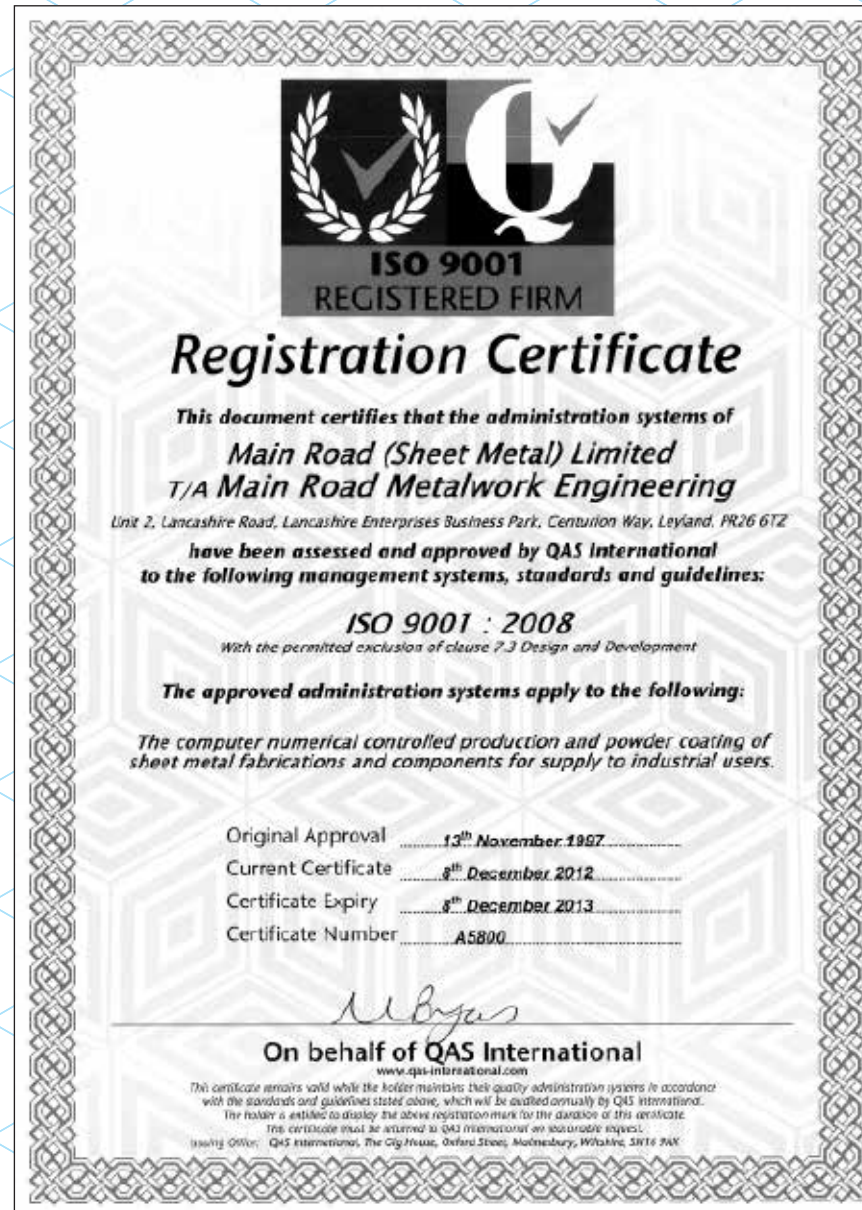 ISO 9001
REGISTERED FIRM
Registration Certificate
This document certifies that the administration systems of
Main Road (Sheet Metal) Limited
T/A Main Road Metalwork Engineering
Unit 2, Lancashire Road, Lancashire Enterprises Business Park, Centurion Way, Leyland, PR26 6TZ
have been assessed and approved by QAS International
to the following management systems, standards and guidelines:
ISO 9001 : 2008
With the permitted exclusion of clause 7.3 Design and Development
The approved administration systems apply to the following:
The computer numerical controlled production and powder coating of
sheet metal fabrications and components for supply to industrial users.
Original Approval 13th November 1997
Current Certificate 8th December 2012
Certificate Expiry 8th December 2013
Certificate Number A5800
On behalf of QAS International
www.qas-international.com
This certificate remains valid while the holder maintains their quality administration systems in accordance
with the standards and guidelines stated above, which will be audited annually by QAS International.
The holder is entitled to display the above registration mark for the duration of this certificate.
This certificate must be returned to QAS International on reasonable request.
Issuing Office: QAS International, The Gig House, Oxford Street, Malmesbury, Wiltshire, SN16 9AX